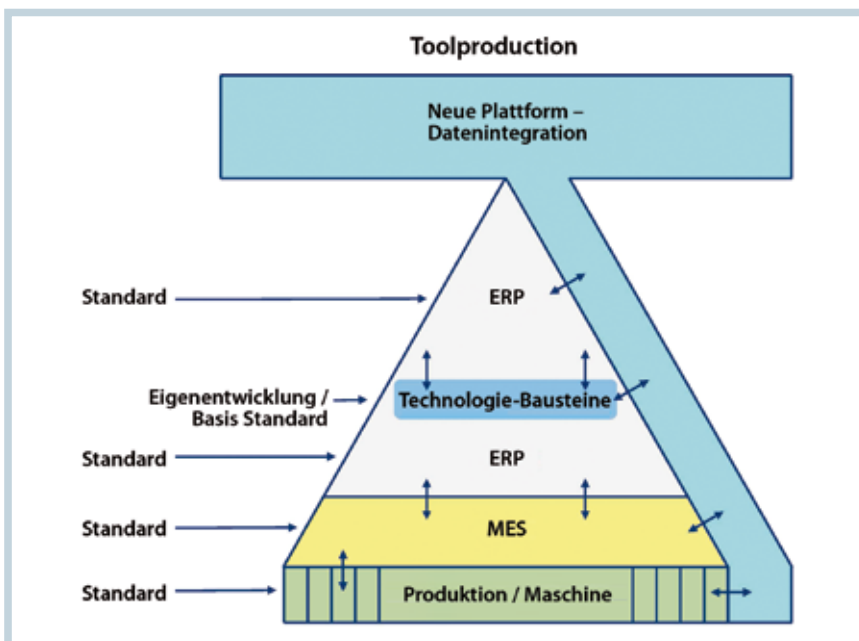 Toolproduction
Neue Plattform –
Datenintegration
Standard
ERP
Eigenentwicklung /
Basis Standard
Technologie-Bausteine
Standard
ERP
Standard
MES
Standard
Produktion / Maschine